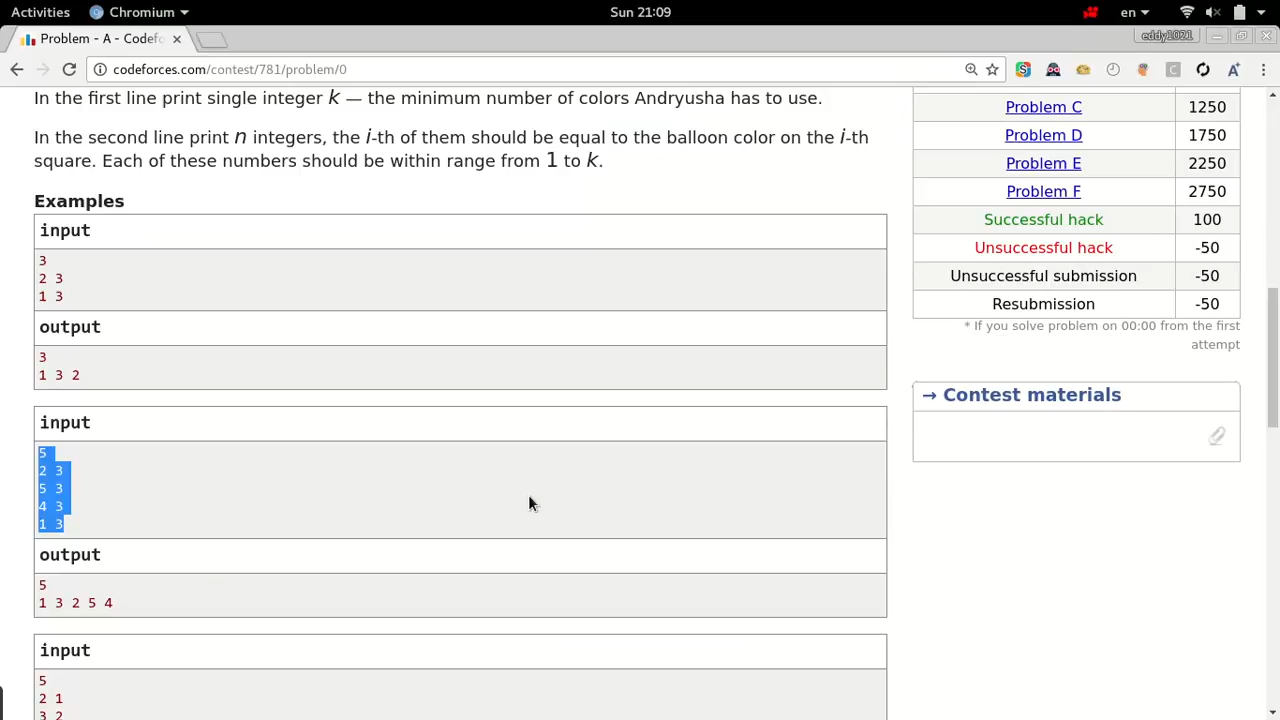 Activities Chromium Sun 21:09 en
Problem - A - Codefo eddy1021
codeforces.com/contest/781/problem/0
In the first line print single integer k — the minimum number of colors Andryusha has to use.
In the second line print n integers, the i-th of them should be equal to the balloon color on the i-th
square. Each of these numbers should be within range from 1 to k.
Examples
input
3
2 3
1 3
output
3
1 3 2
input
5
2 3
5 3
4 3
1 3
output
5
1 3 2 5 4
input
5
2 1
3 2
Problem C 1250
Problem D 1750
Problem E 2250
Problem F 2750
Successful hack 100
Unsuccessful hack -50
Unsuccessful submission -50
Resubmission -50
* If you solve problem on 00:00 from the first
attempt
→ Contest materials